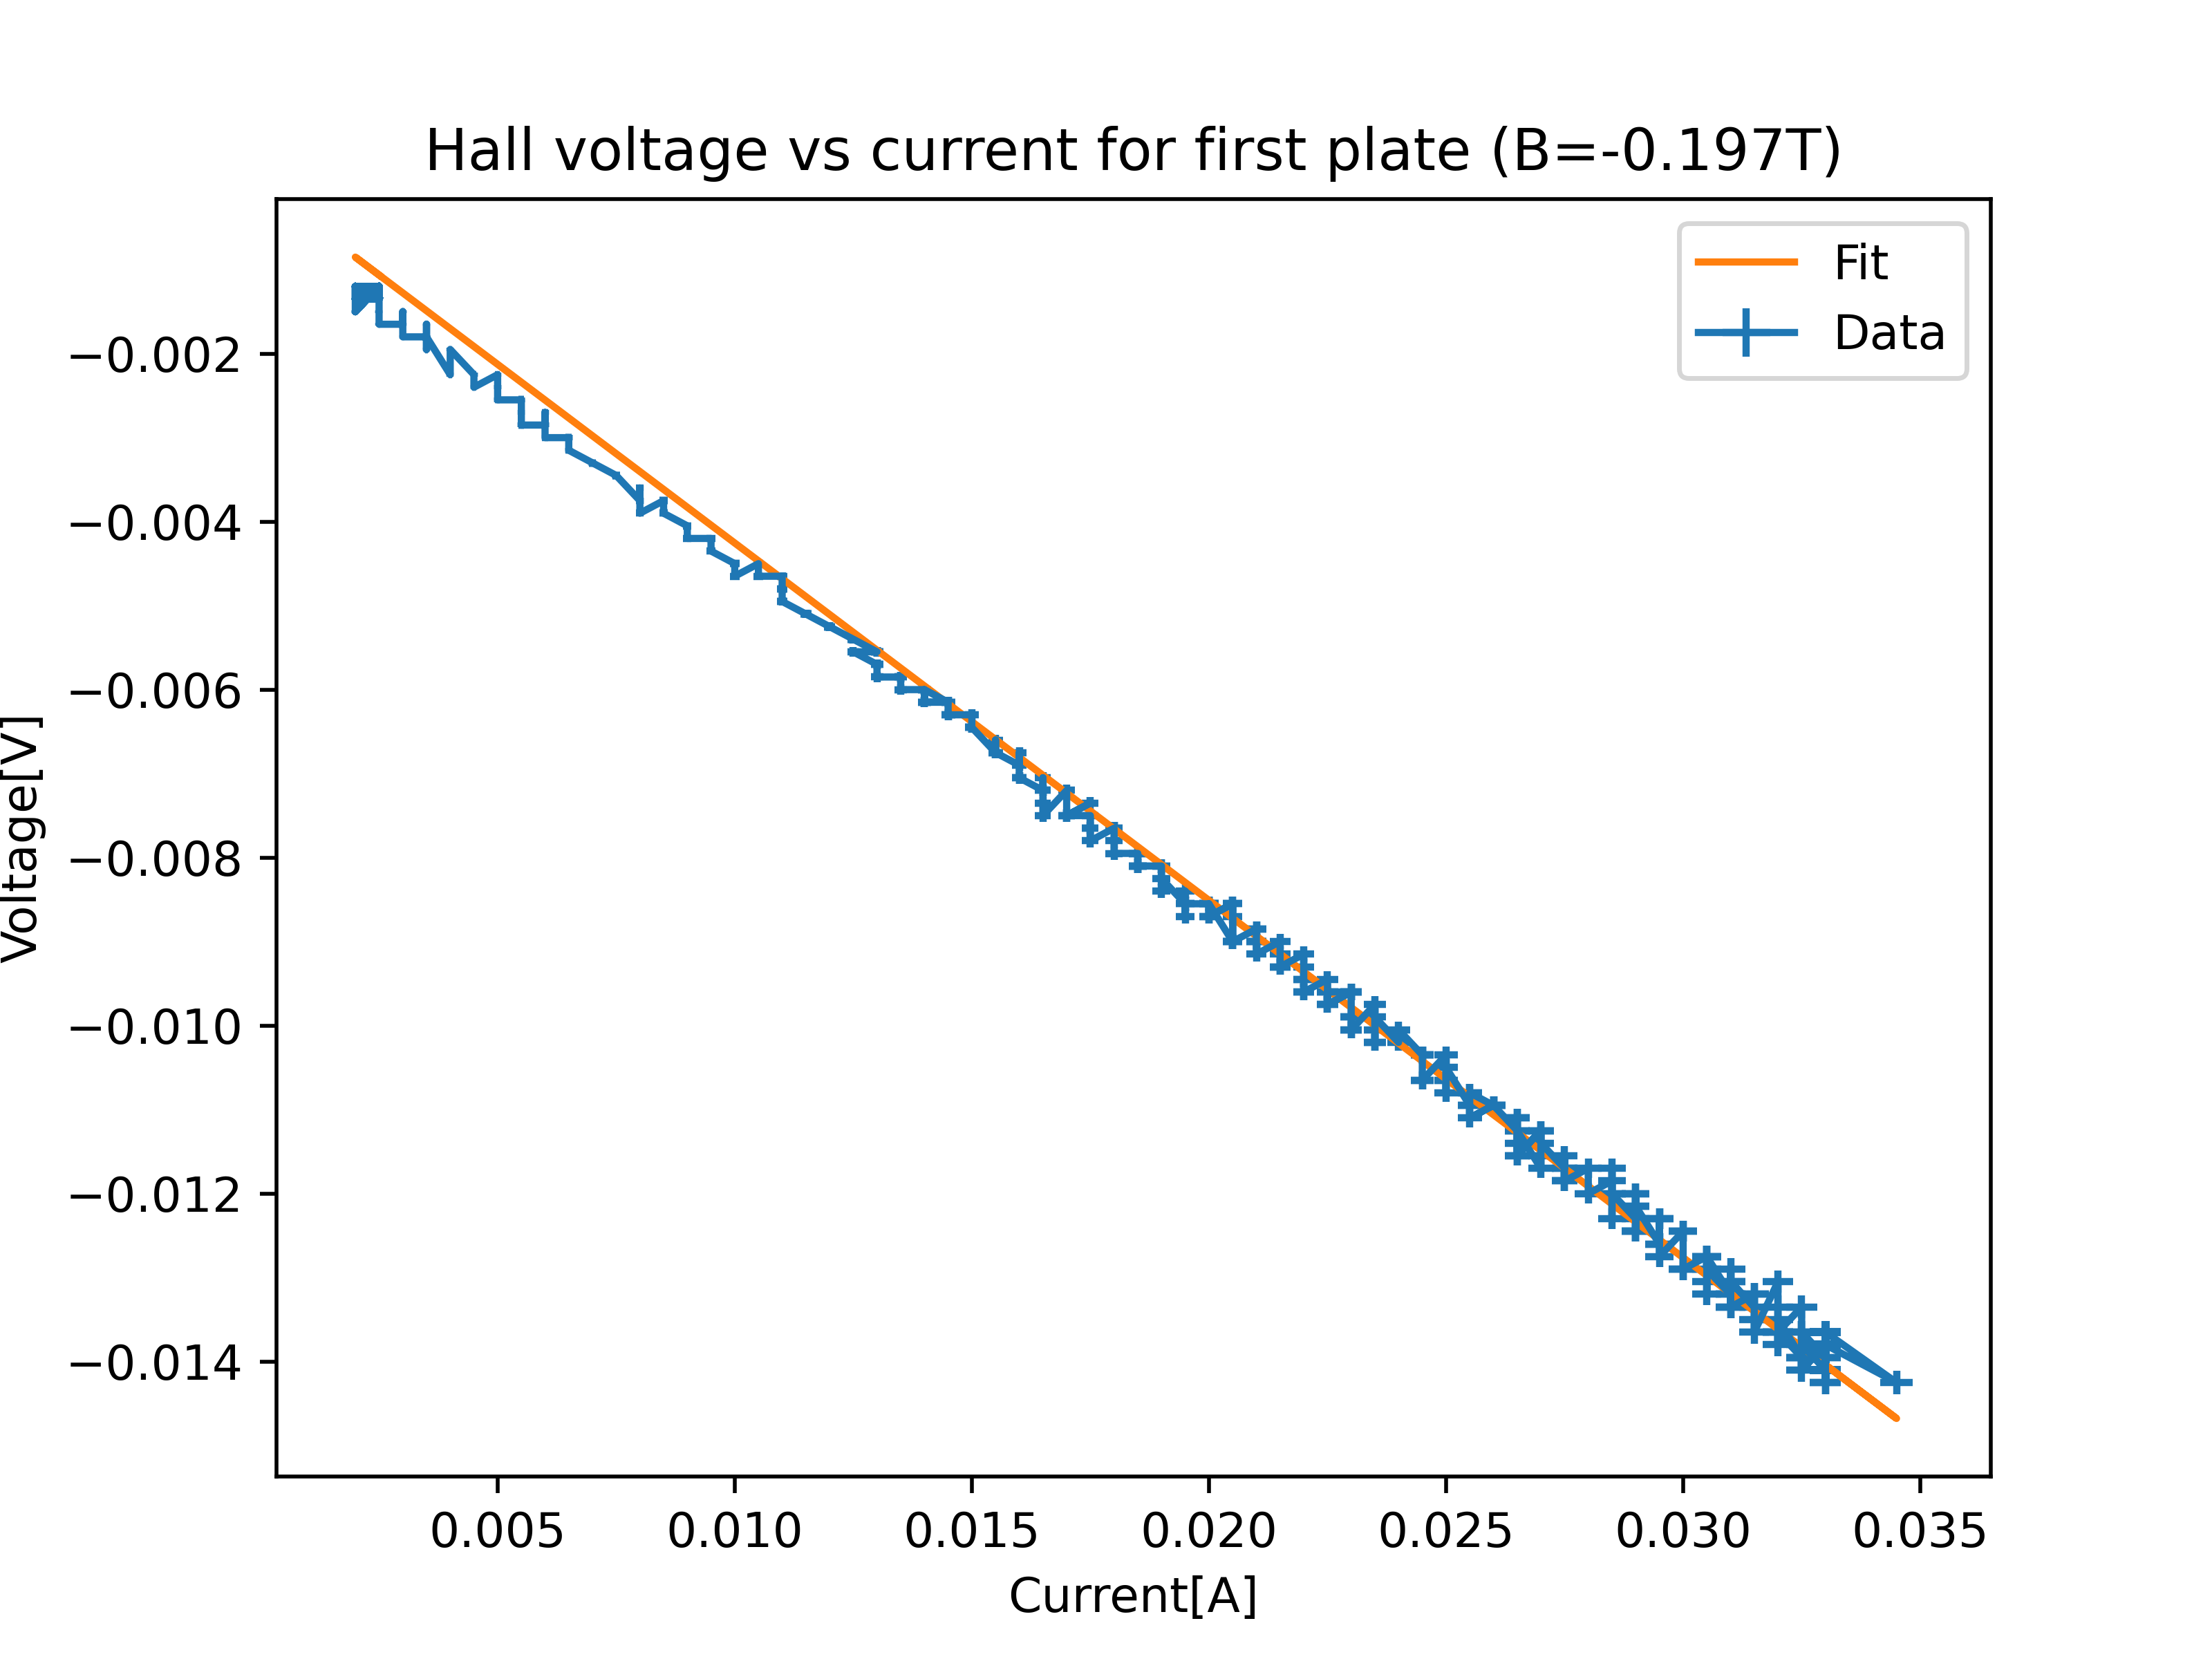 Hall voltage vs current for first plate (B=-0.197T)
Fit
Data
−0.002
−0.004
−0.006
−0.008
−0.010
−0.012
−0.014
Voltage[V]
0.005 0.010 0.015 0.020 0.025 0.030 0.035
Current[A]